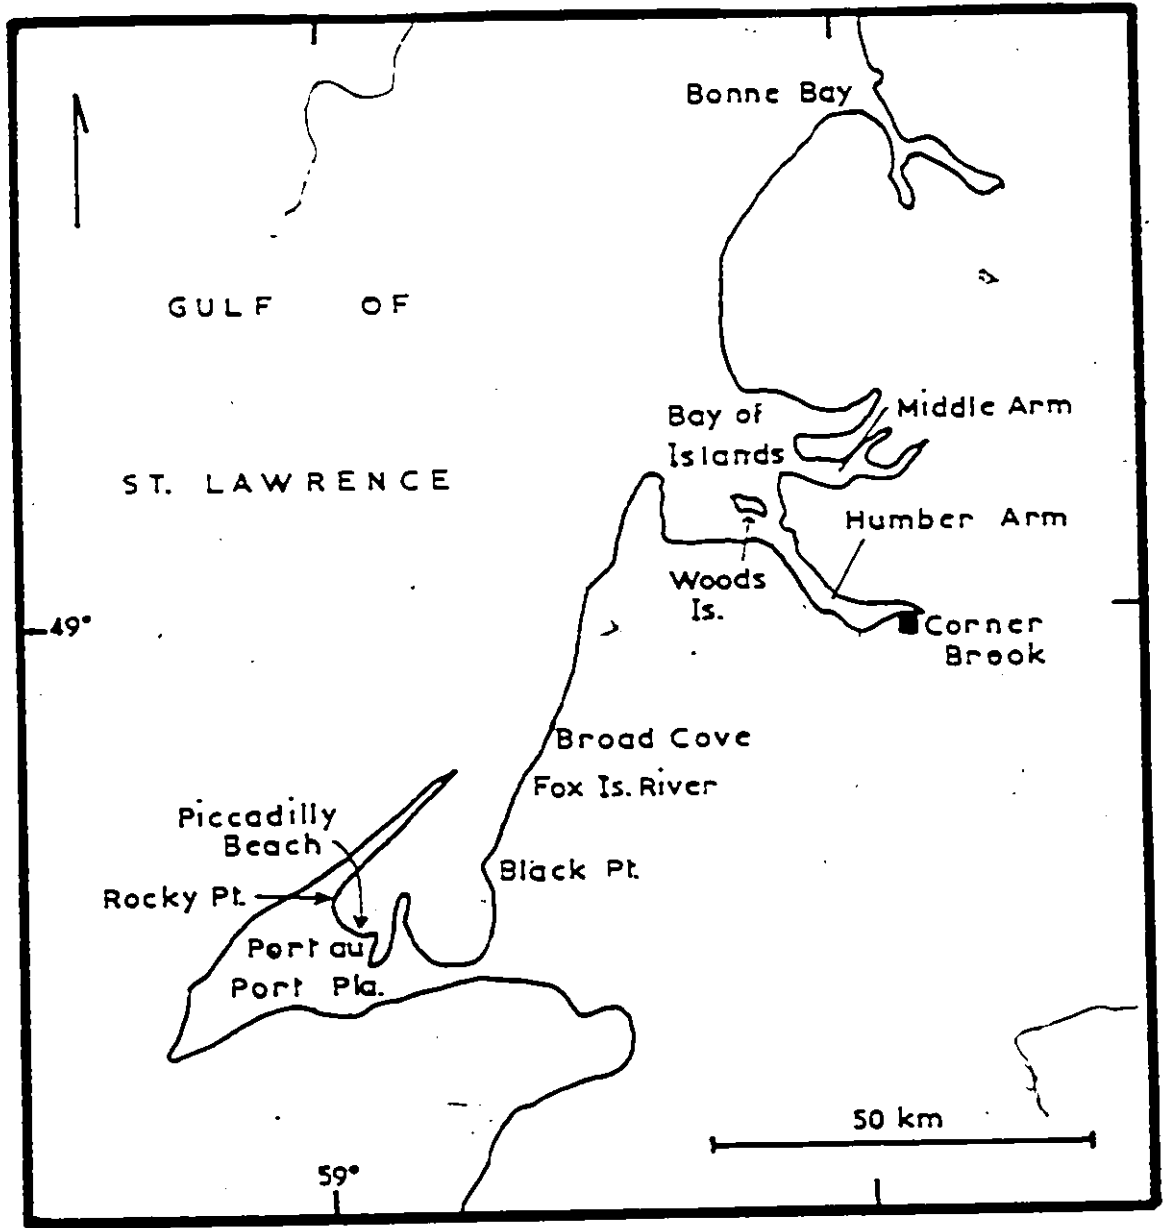 Bonne Bay
GULF OF
ST. LAWRENCE
Bay of
Islands
Middle Arm
Humber Arm
Woods
Is.
49°
Corner
Brook
Broad Cove
Fox Is. River
Piccadilly
Beach
Black Pt.
Rocky Pt.
Port au
Port Pla.
50 km
59°